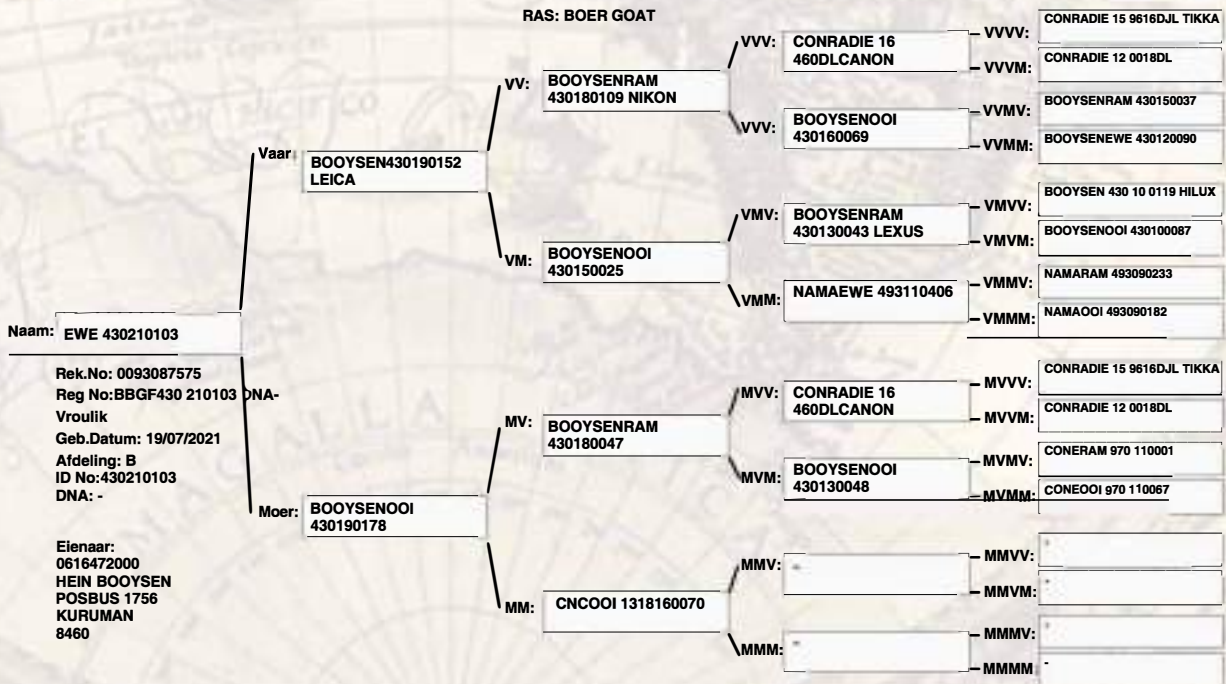 RAS: BOER GOAT
Naam: EWE 430210103
Rek.No: 0093087575
Reg No:BBGF430 210103 DNA-
Vroulik
Geb.Datum: 19/07/2021
Afdeling: B
ID No:430210103
DNA: -
Eienaar:
0616472000
HEIN BOOYSEN
POSBUS 1756
KURUMAN
8460
Vaar: BOOYSEN430190152
LEICA
Moer: BOOYSENOOI
430190178
VV: BOOYSENRAM
430180109 NIKON
VM: BOOYSENOOI
430150025
MV: BOOYSENRAM
430180047
MM: CNCOOI 1318160070
VVV: CONRADIE 16
460DLCANON
VVV: BOOYSENOOI
430160069
VMV: BOOYSENRAM
430130043 LEXUS
VMM: NAMAEWE 493110406
MVV: CONRADIE 16
460DLCANON
MVM: BOOYSENOOI
430130048
MMV: -
MMM: -
VVVV: CONRADIE 15 9616DJL TIKKA
VVVM: CONRADIE 12 0018DL
VVMV: BOOYSENRAM 430150037
VVMM: BOOYSENEWE 430120090
VMVV: BOOYSEN 430 10 0119 HILUX
VMVM: BOOYSENOOI 430100087
VMMV: NAMARAM 493090233
VMMM: NAMAOOI 493090182
MVVV: CONRADIE 15 9616DJL TIKKA
MVVM: CONRADIE 12 0018DL
MVMV: CONERAM 970 110001
MVMM: CONEOOI 970 110067
MMVV: -
MMVM: -
MMMV: -
MMMM -